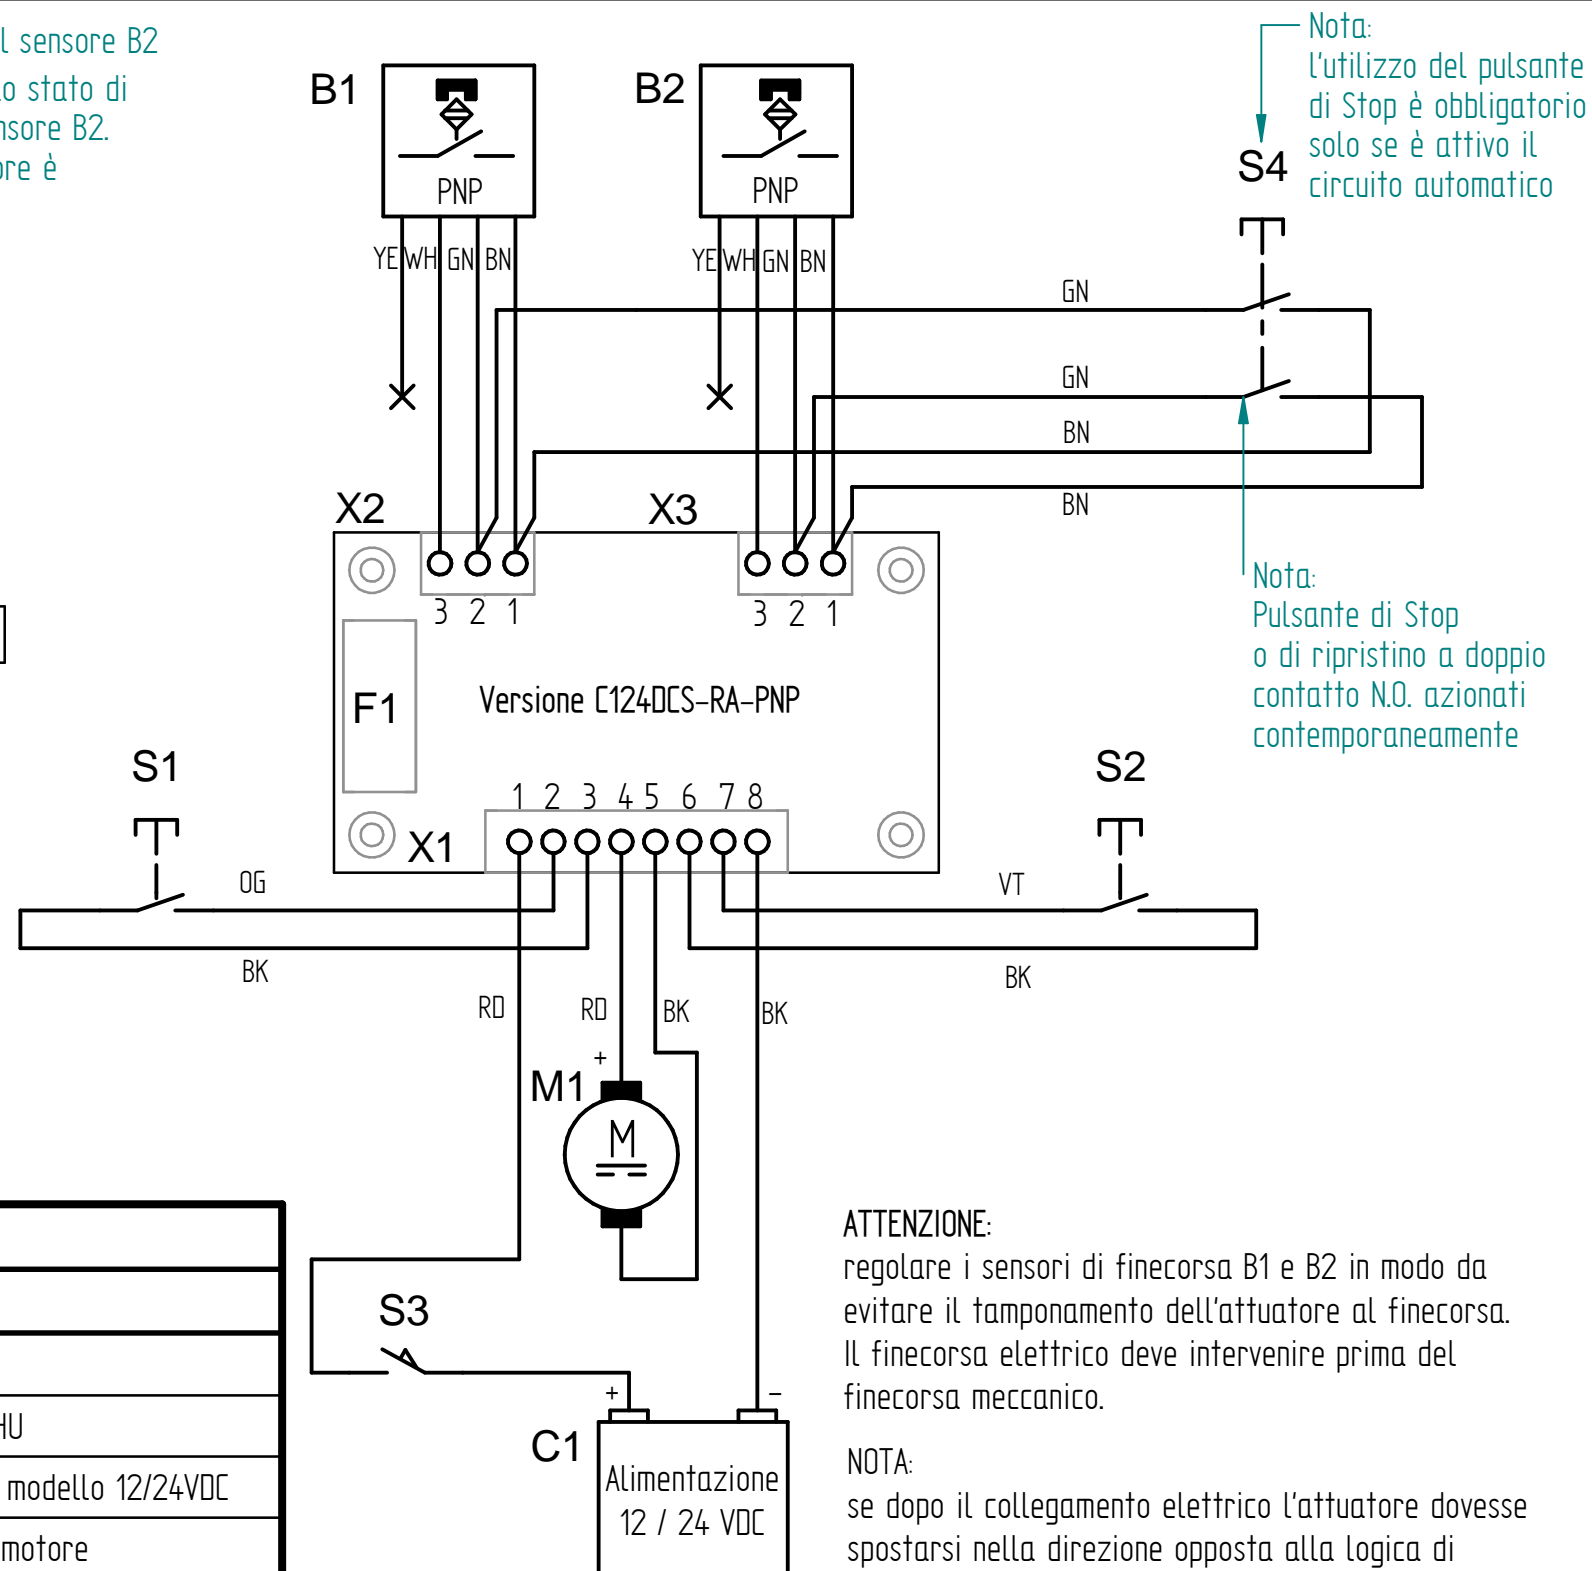 l sensore B2
o stato di
nsore B2.
ore è
B1
B2
PNP
PNP
Nota:
l'utilizzo del pulsante
di Stop è obbligatorio
solo se è attivo il
circuito automatico
S4
YE WH GN BN
YE WH GN BN
GN
GN
BN
BN
X2
X3
3 2 1
3 2 1
Nota:
Pulsante di Stop
o di ripristino a doppio
contatto N.O. azionati
contemporaneamente
F1
Versione C124DCS-RA-PNP
S1
S2
1 2 3 4 5 6 7 8
X1
OG
VT
BK
BK
RD
RD
BK
BK
+
M1
M
S3
+
-
C1
Alimentazione
12 / 24 VDC
HU
modello 12/24VDC
motore
ATTENZIONE:
regolare i sensori di finecorsa B1 e B2 in modo da
evitare il tamponamento dell'attuatore al finecorsa.
Il finecorsa elettrico deve intervenire prima del
finecorsa meccanico.
NOTA:
se dopo il collegamento elettrico l'attuatore dovesse
spostarsi nella direzione opposta alla logica di